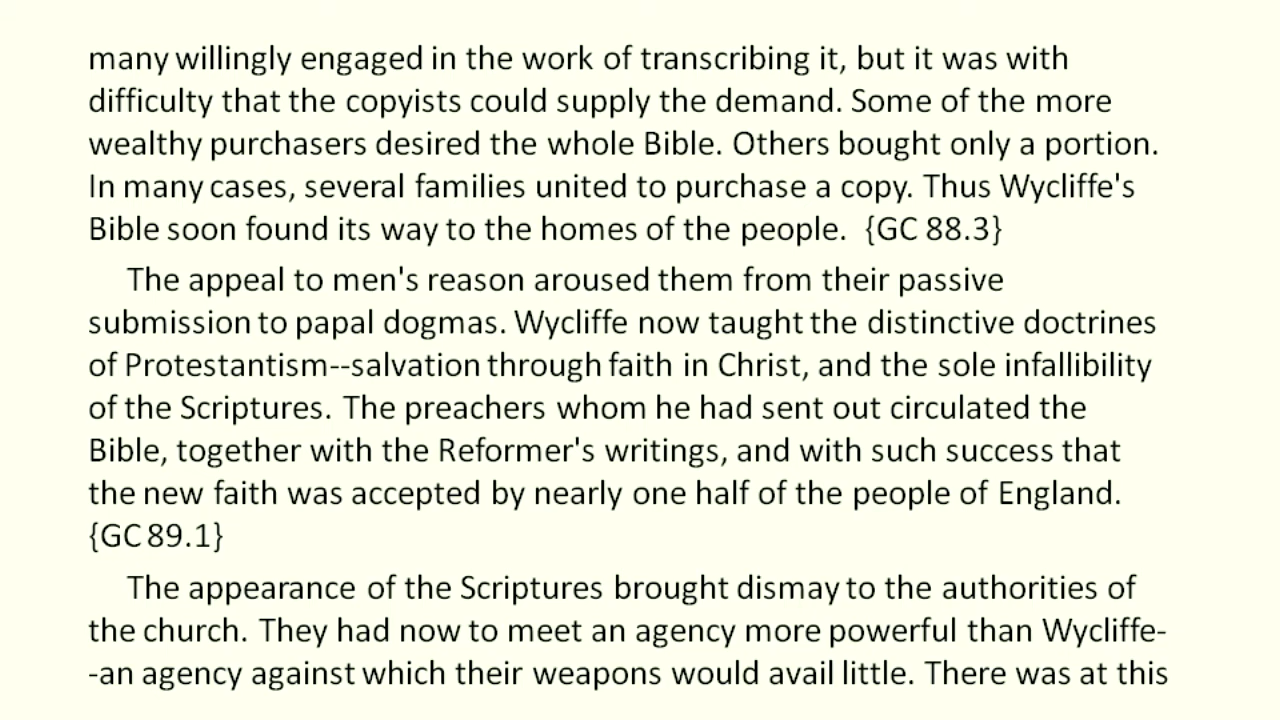 many willingly engaged in the work of transcribing it, but it was with
difficulty that the copyists could supply the demand. Some of the more
wealthy purchasers desired the whole Bible. Others bought only a portion.
In many cases, several families united to purchase a copy. Thus Wycliffe's
Bible soon found its way to the homes of the people.  {GC 88.3}
The appeal to men's reason aroused them from their passive
submission to papal dogmas. Wycliffe now taught the distinctive doctrines
of Protestantism--salvation through faith in Christ, and the sole infallibility
of the Scriptures. The preachers whom he had sent out circulated the
Bible, together with the Reformer's writings, and with such success that
the new faith was accepted by nearly one half of the people of England.
{GC 89.1}
The appearance of the Scriptures brought dismay to the authorities of
the church. They had now to meet an agency more powerful than Wycliffe-
-an agency against which their weapons would avail little. There was at this